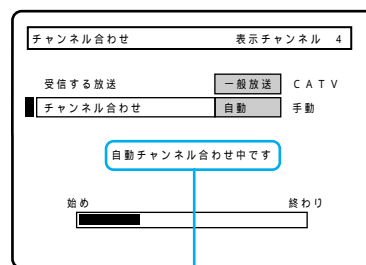 チャンネル合わせ 表示チャンネル 4
受信する放送 一般放送 CATV
チャンネル合わせ 自動 手動
自動チャンネル合わせ中です
始め 終わり